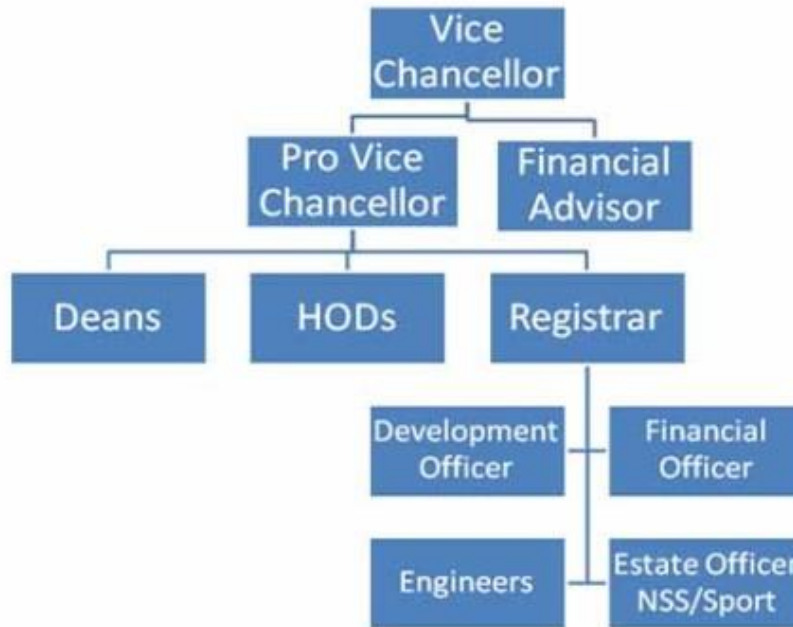 Vice
Chancellor
Pro Vice
Chancellor
Financial
Advisor
Deans
HODs
Registrar
Development
Officer
Financial
Officer
Engineers
Estate Officer
NSS/Sport